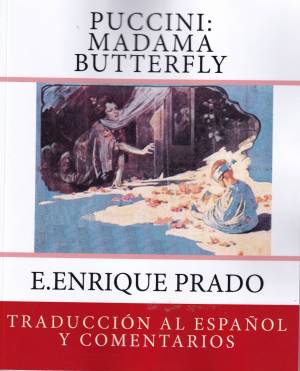 PUCCINI:
MADAMA
BUTTERFLY
E.ENRIQUE PRADO
TRADUCCIÓN AL ESPAÑOL
Y COMENTARIOS